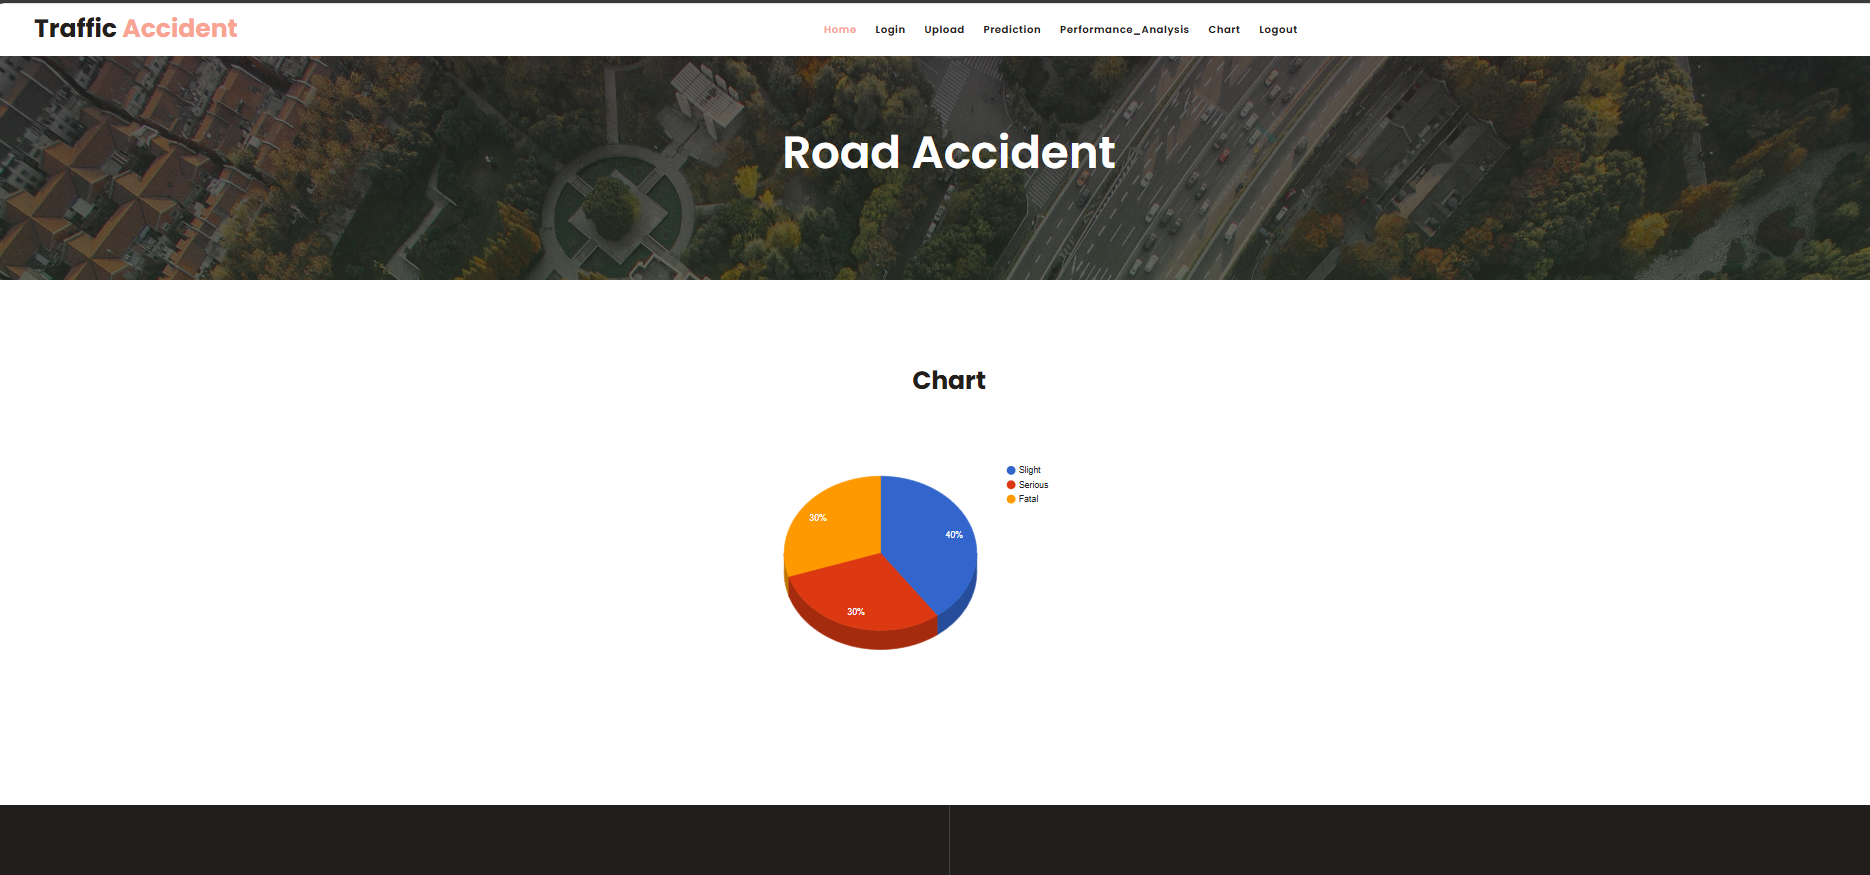 Traffic Accident
Home Login Upload Prediction Performance_Analysis Chart Logout
Road Accident
Chart
Slight
Serious
Fatal
30%
40%
30%